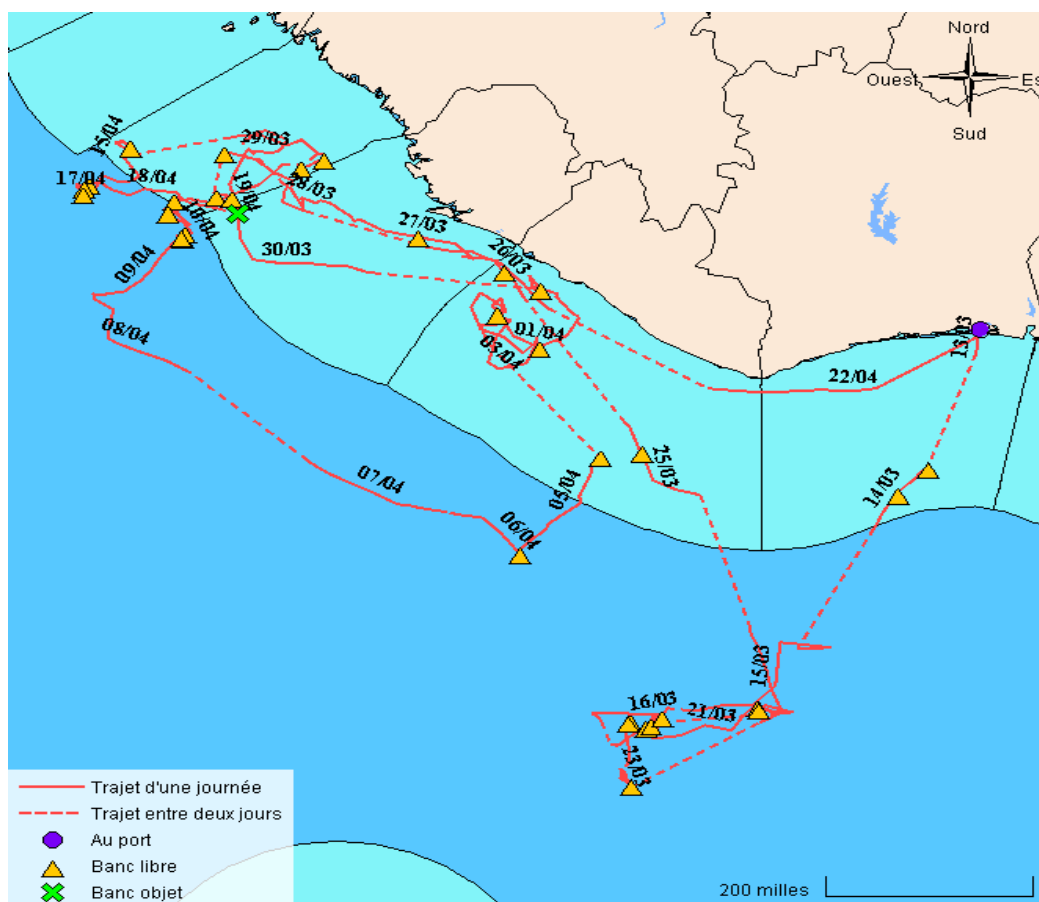 Nord
Ouest
Es
Sud
15/04
29/03
17/04
18/04
19/04
28/03
10/04
27/03
26/03
30/03
09/04
08/04
01/04
03/04
13/03
22/04
25/03
05/04
14/03
07/04
06/04
15/03
16/03
21/03
23/03
Trajet d'une journée
Trajet entre deux jours
Au port
Banc libre
Banc objet
200 milles